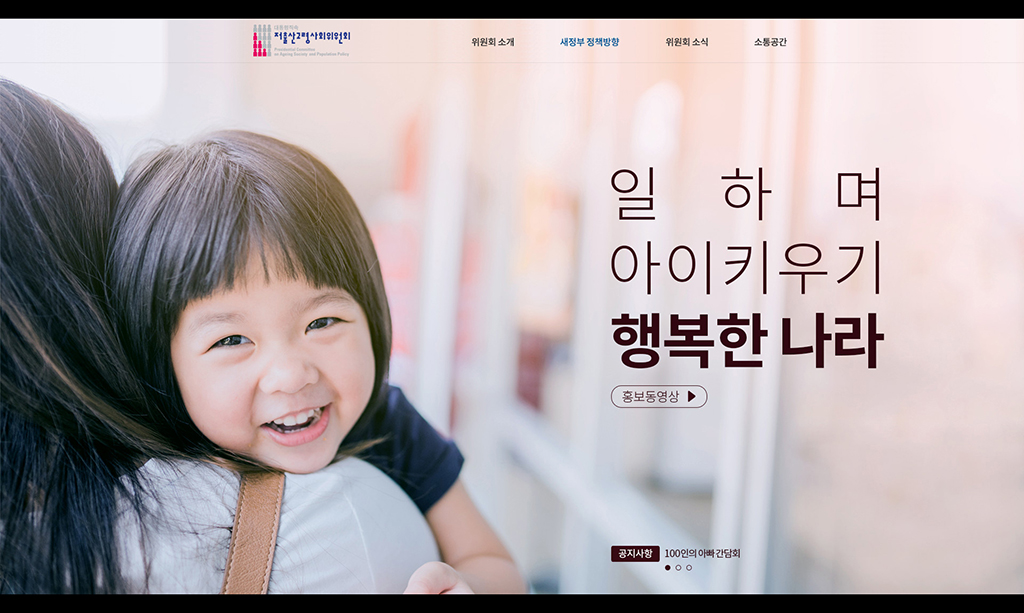 대통령직속
저출산고령사회위원회
Presidential Committee
on Ageing Society and Population Policy
위원회 소개 새정부 정책방향 위원회 소식 소통공간
일 하 며
아이키우기
행복한 나라
홍보동영상
공지사항 100인의 아빠 간담회